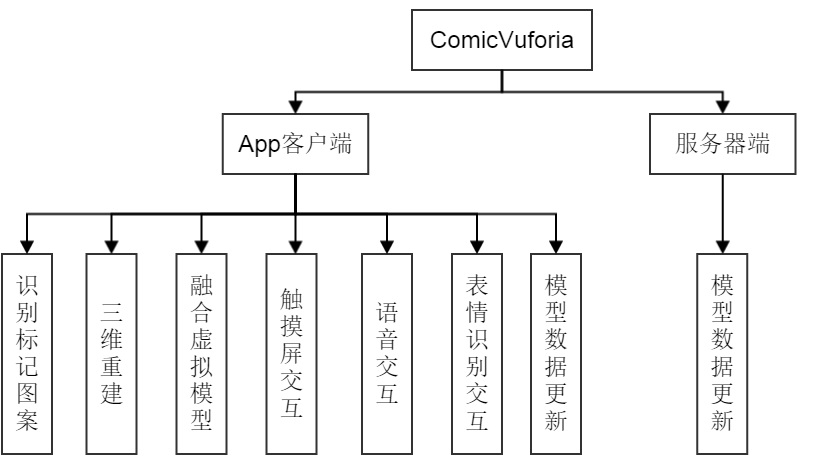 ComicVuforia
App客户端
服务器端
识别标记图案
三维重建
融合虚拟模型
触摸屏交互
语音交互
表情识别交互
模型数据更新
模型数据更新